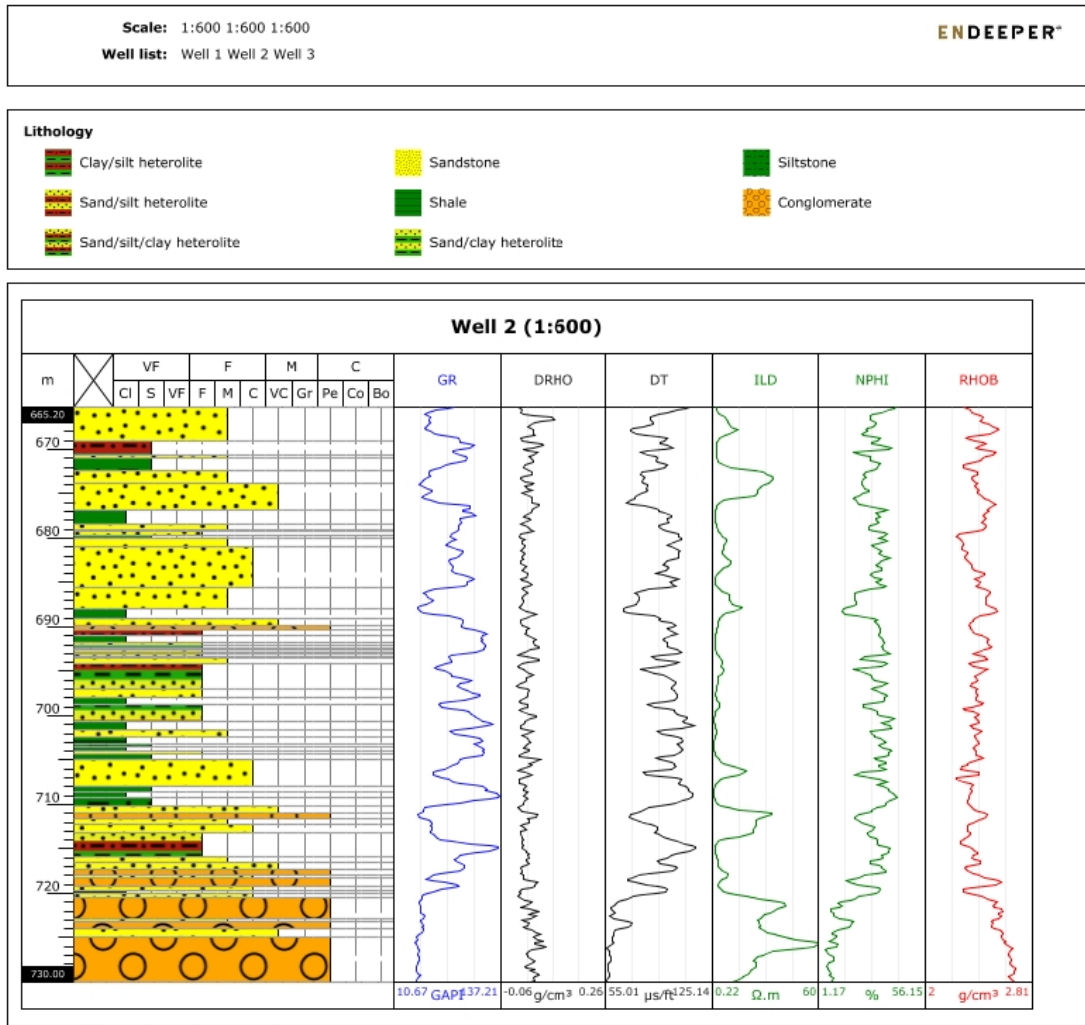 Scale: 1:600 1:600 1:600
ENDEEPER
Well list: Well 1 Well 2 Well 3
Lithology
Clay/silt heterolite Sandstone Siltstone
Sand/silt heterolite Shale Conglomerate
Sand/silt/clay heterolite Sand/clay heterolite
Well 2 (1:600)
VF F M C
m GR DRHO DT ILD NPHI RHOB
Cl S VF F M C VC Gr Pe Co Bo
665.20
670
680
690
700
710
720
730.00
10.67 GAPI 137.21 -0.06 g/cm³ 0.26 55.01 µs/ft 125.14 0.22 Ω.m 60 1.17 % 56.15 2 g/cm³ 2.81